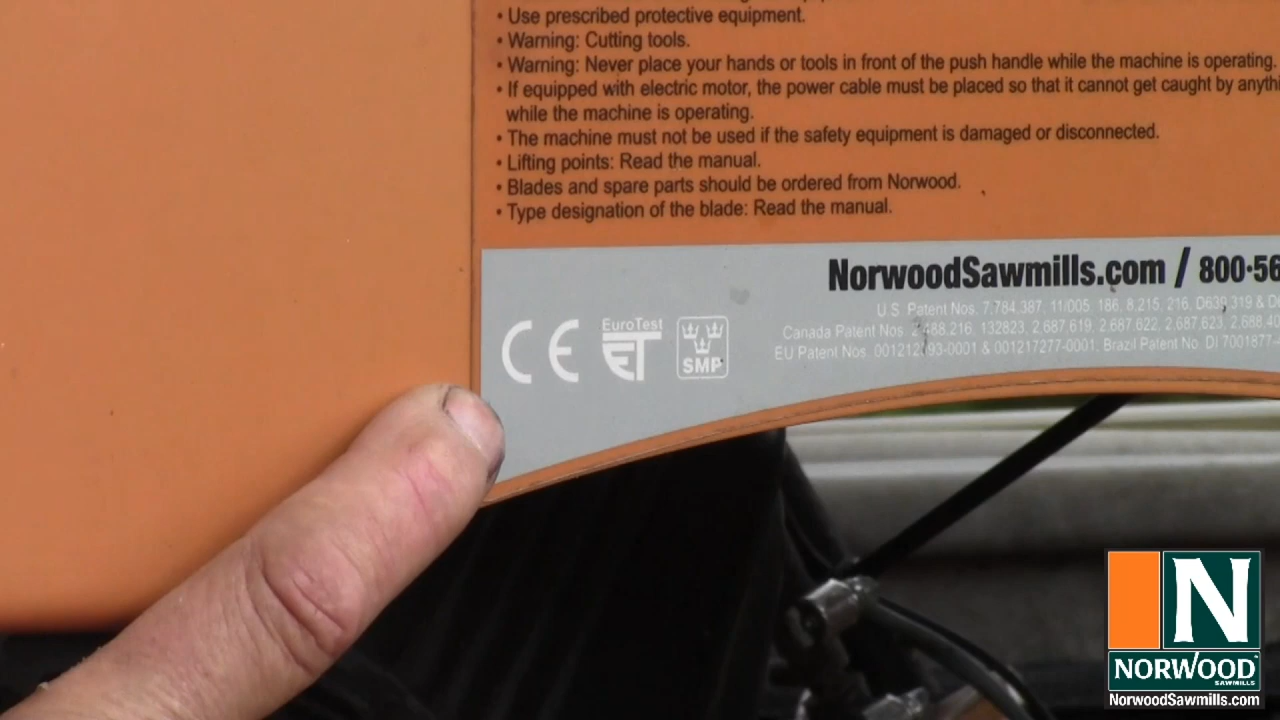 • Use prescribed protective equipment.
• Warning: Cutting tools.
• Warning: Never place your hands or tools in front of the push handle while the machine is operating.
• If equipped with electric motor, the power cable must be placed so that it cannot get caught by anyth
while the machine is operating.
• The machine must not be used if the safety equipment is damaged or disconnected.
• Lifting points: Read the manual.
• Blades and spare parts should be ordered from Norwood.
• Type designation of the blade: Read the manual.
NorwoodSawmills.com / 800·56
U.S. Patent Nos. 7,784,387, 11/005, 186, 8,215, 216, D639,319 & D
Canada Patent Nos. 2,488,216, 132823, 2,687,619, 2,687,622, 2,687,623, 2,688,40
EU Patent Nos. 001212 93-0001 & 001217277-0001, Brazil Patent No. DI 7001877-
CE EuroTest ET SMP
N
NORWOOD
SAWMILLS
NorwoodSawmills.com